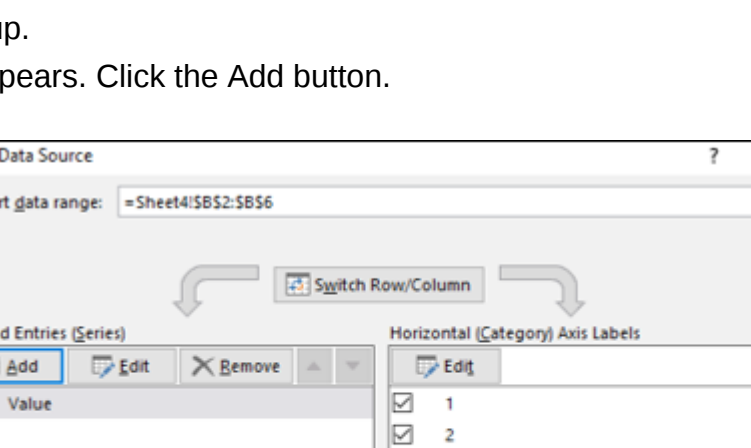 up.
pears. Click the Add button.
Data Source ?
rt data range: =Sheet4!$B$2:$B$6
Switch Row/Column
d Entries (Series) Horizontal (Category) Axis Labels
Add Edit Remove Edit
Value 1
2